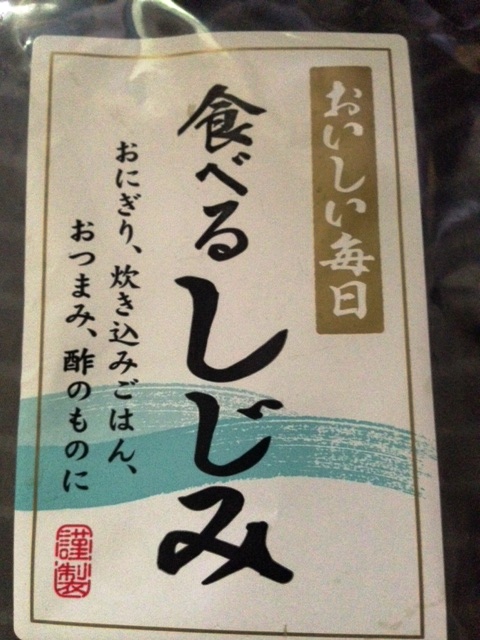 おいしい毎日
食べるしじみ
おにぎり、炊き込みごはん、
おつまみ、酢のものに
謹製